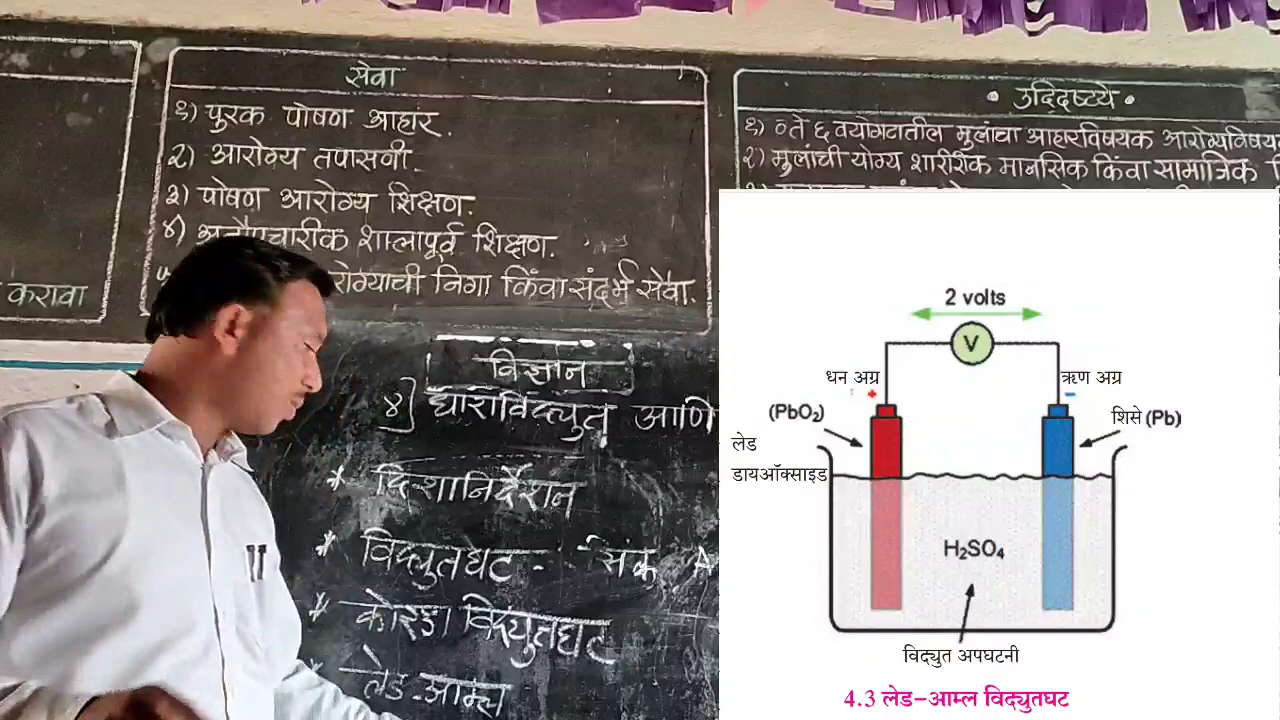 करावा
सेवा
१) पुरक पोषण आहार.
२) आरोग्य तपासणी.
३) पोषण आरोग्य शिक्षण.
४) अनौपचारीक शालापूर्व शिक्षण.
रोग्याची निगा किंवा संदर्भ सेवा.
• उद्दिष्ट्ये •
१) ० ते ६ वयोगटातील मुलांचा आहारविषयक आरोग्यविषय
२) मुलांची योग्य शारीरीक मानसिक किंवा सामाजिक
विज्ञान
४] धाराविद्युत आणि
* दिशानिर्देशन
* विद्युतघट -
* कोरडा विद्युतघट
* लेड-आम्ल
2 volts
V
धन अग्र
+
ऋण अग्र
-
(PbO₂)
लेड
डायऑक्साइड
शिसे (Pb)
H₂SO₄
विद्युत अपघटनी
4.3 लेड-आम्ल विद्युतघट